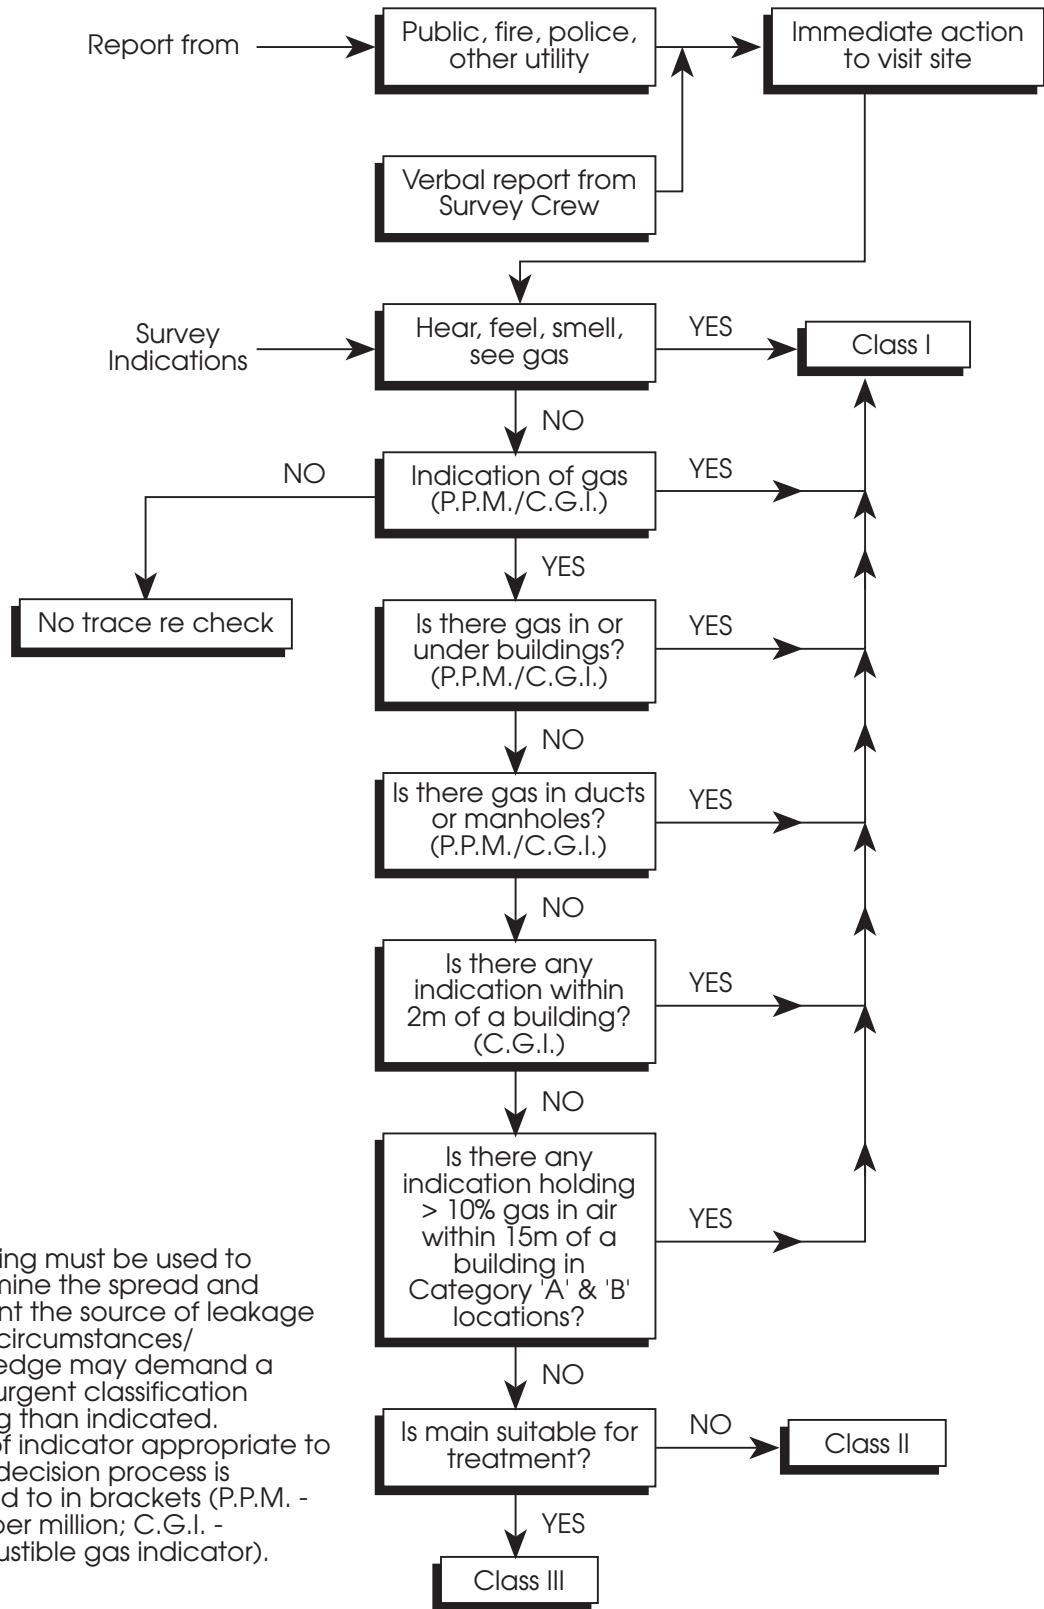 Report from
Public, fire, police,
other utility
Immediate action
to visit site
Verbal report from
Survey Crew
Survey
Indications
Hear, feel, smell,
see gas
YES
Class I
NO
Indication of gas
(P.P.M./C.G.I.)
YES
NO
No trace re check
YES
Is there gas in or
under buildings?
(P.P.M./C.G.I.)
YES
NO
Is there gas in ducts
or manholes?
(P.P.M./C.G.I.)
YES
NO
Is there any
indication within
2m of a building?
(C.G.I.)
YES
NO
Is there any
indication holding
> 10% gas in air
within 15m of a
building in
Category 'A' & 'B'
locations?
YES
NO
Is main suitable for
treatment?
NO
Class II
YES
Class III
ing must be used to
mine the spread and
nt the source of leakage
circumstances/
edge may demand a
urgent classification
g than indicated.
of indicator appropriate to
decision process is
d to in brackets (P.P.M. -
per million; C.G.I. -
ustible gas indicator).